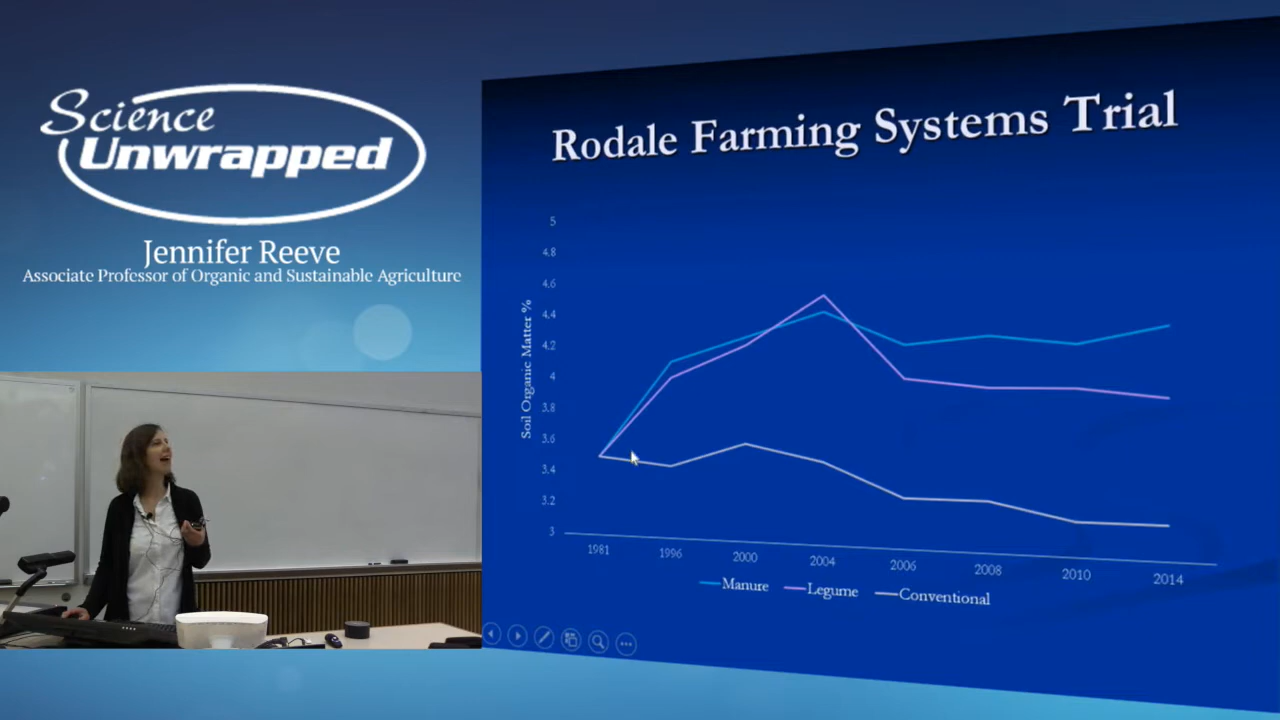 Science
Unwrapped
Jennifer Reeve
Associate Professor of Organic and Sustainable Agriculture
Rodale Farming Systems Trial
Soil Organic Matter %
5
4.8
4.6
4.4
4.2
4
3.8
3.6
3.4
3.2
3
1981 1996 2000 2004 2006 2008 2010 2014
Manure Legume Conventional